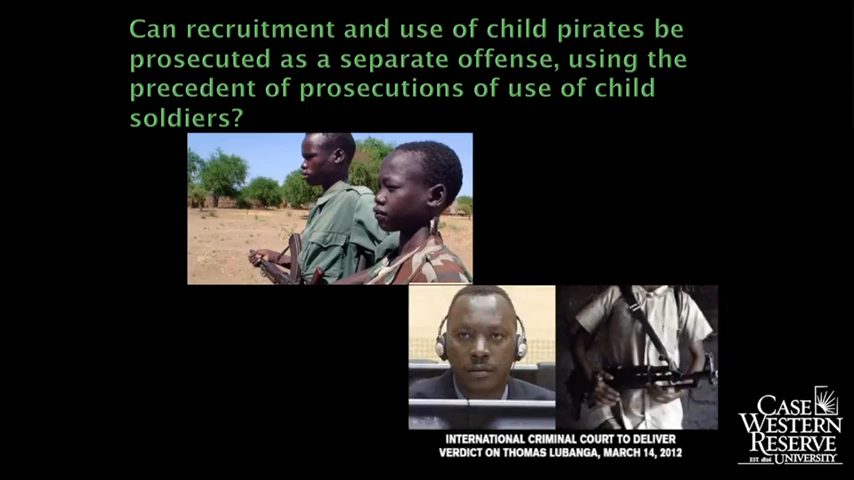 Can recruitment and use of child pirates be
prosecuted as a separate offense, using the
precedent of prosecutions of use of child
soldiers?
INTERNATIONAL CRIMINAL COURT TO DELIVER
VERDICT ON THOMAS LUBANGA, MARCH 14, 2012
CASE
WESTERN
RESERVE
EST. 1826 UNIVERSITY